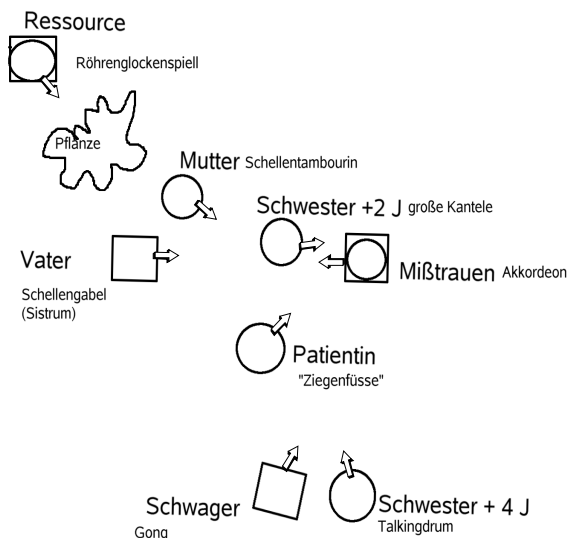 Ressource
Röhrenglockenspiell
Pflanze
Mutter Schellentambourin
Schwester +2 J große Kantele
Vater
Mißtrauen Akkordeon
Schellengabel
(Sistrum)
Patientin
"Ziegenfüsse"
Schwager
Schwester + 4 J
Gong
Talkingdrum